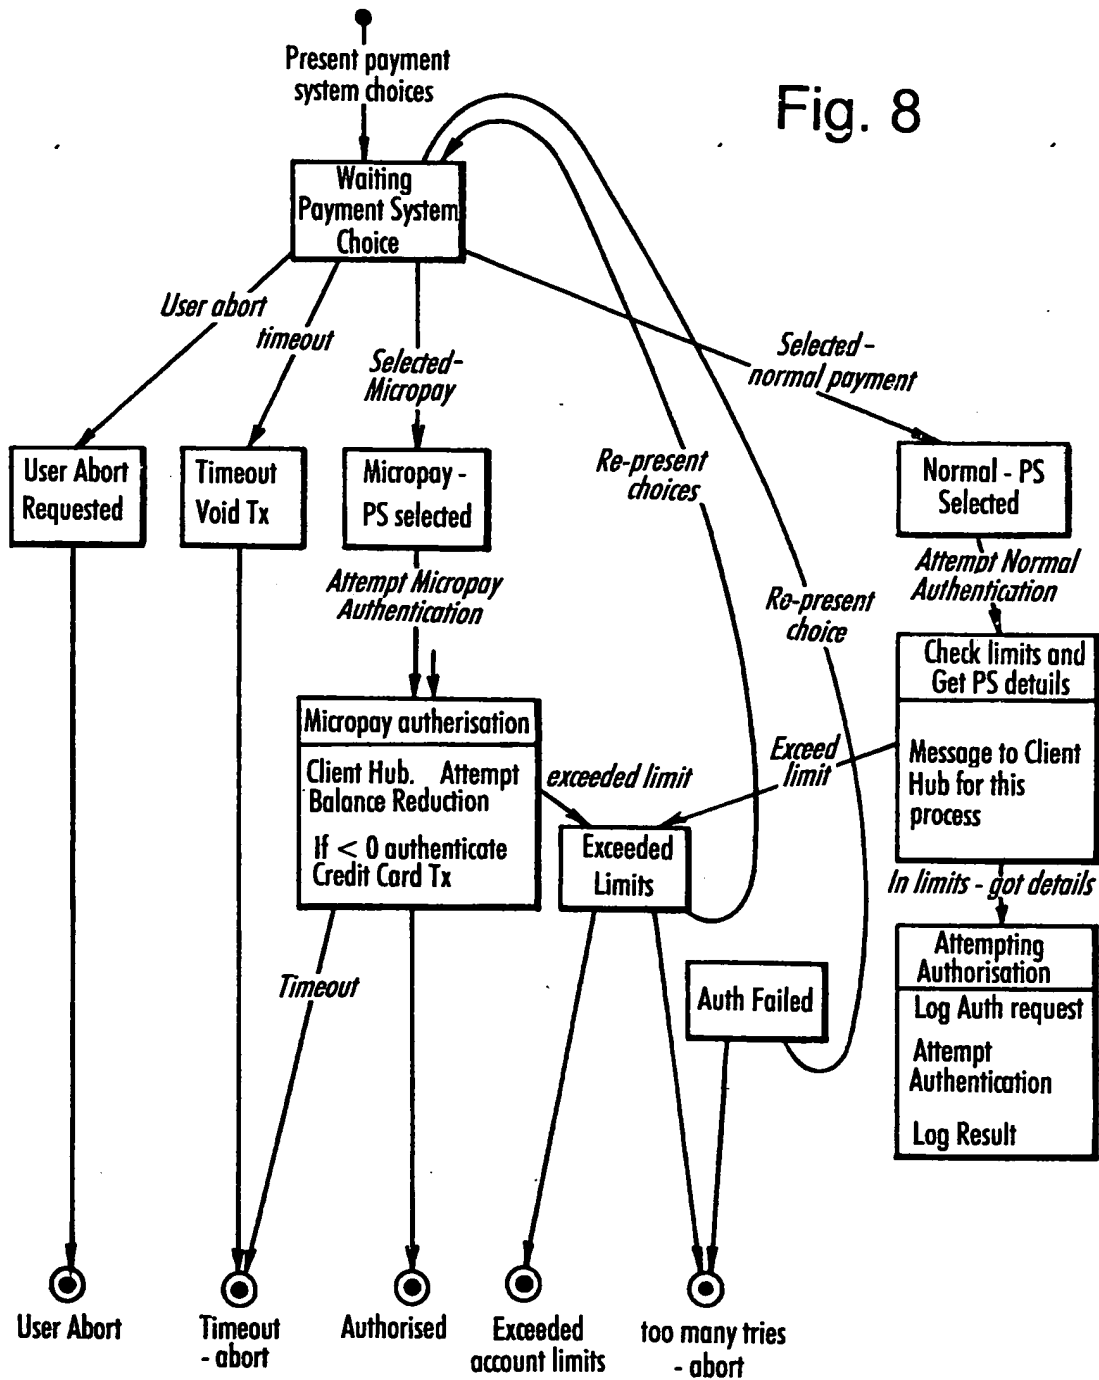 Present payment
system choices
Fig. 8
Waiting
Payment System
Choice
User abort
timeout
Selected-
Micropay
Selected-
normal payment
User Abort
Requested
Timeout
Void Tx
Micropay -
PS selected
Re-present
choices
Normal - PS
Selected
Attempt Micropay
Authentication
Attempt Normal
Authentication
Re-present
choice
Check limits and
Get PS details
Micropay autherisation
Client Hub. Attempt
Balance Reduction
If < 0 authenticate
Credit Card Tx
exceeded limit
Exceed
limit
Message to Client
Hub for this
process
Exceeded
Limits
In limits - got details
Timeout
Auth Failed
Attempting
Authorisation
Log Auth request
Attempt
Authentication
Log Result
User Abort
Timeout
- abort
Authorised
Exceeded
account limits
too many tries
- abort